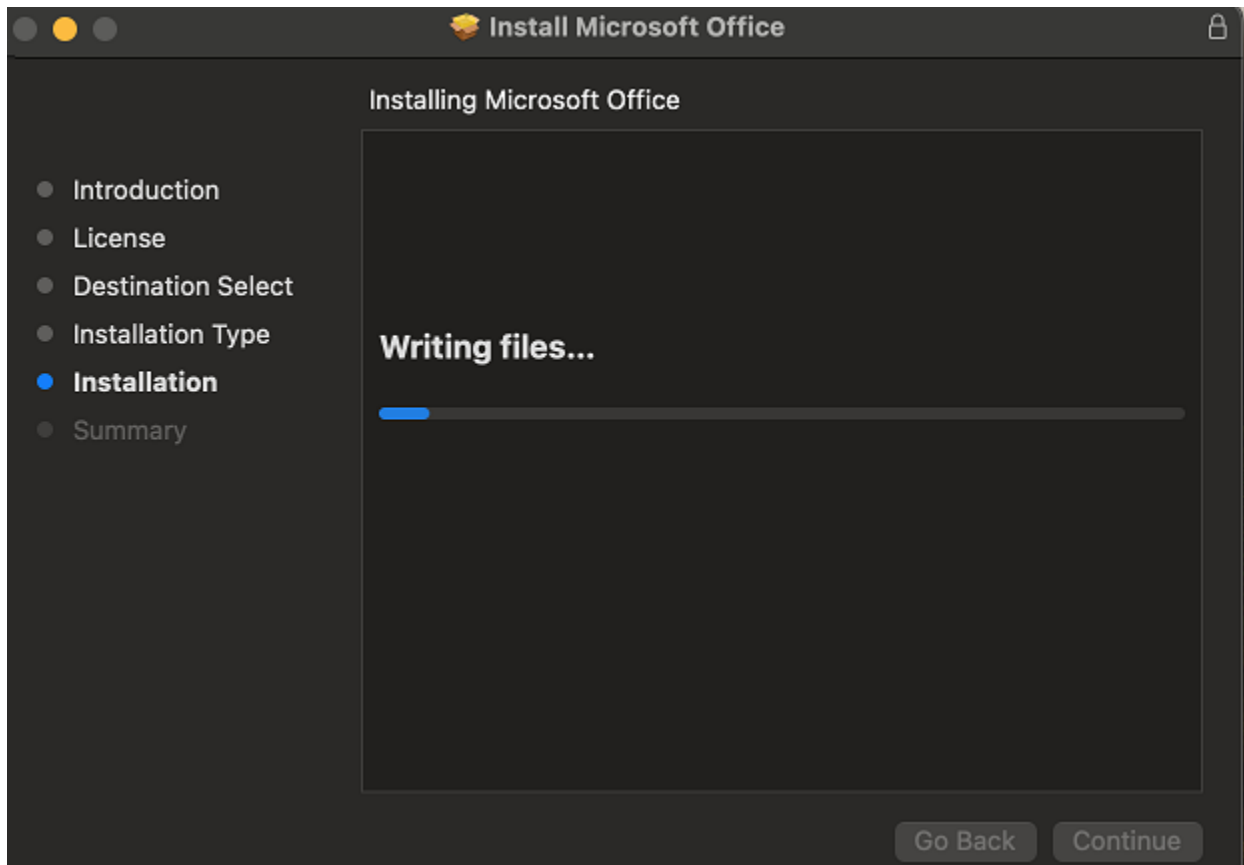 Install Microsoft Office
Installing Microsoft Office
Introduction
License
Destination Select
Installation Type
Installation
Summary
Writing files...
Go Back
Continue